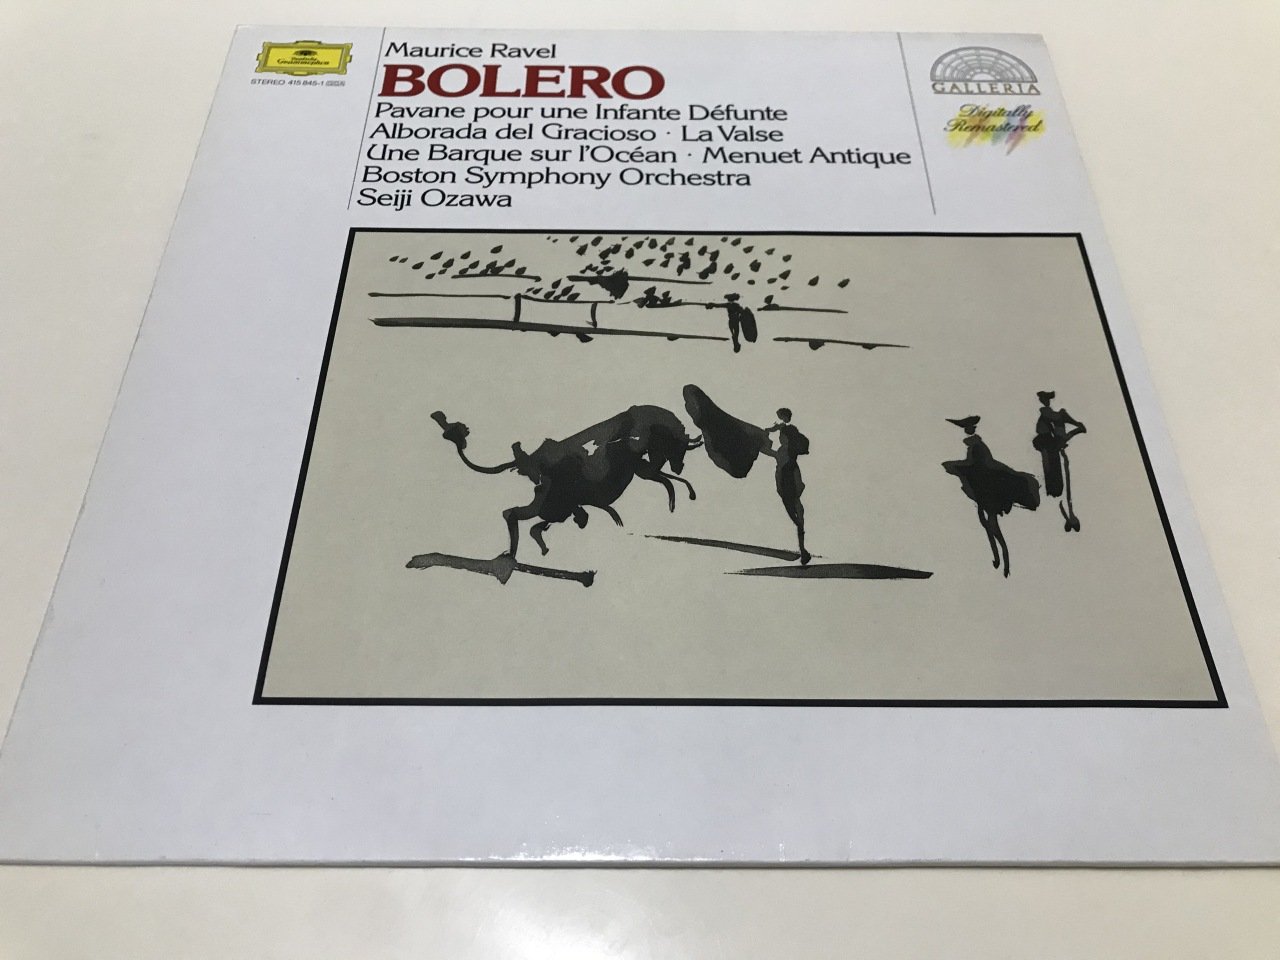 Deutsche
Grammophon
STEREO 415 845-1
Maurice Ravel
BOLERO
Pavane pour une Infante Défunte
Alborada del Gracioso · La Valse
Une Barque sur l'Océan · Menuet Antique
Boston Symphony Orchestra
Seiji Ozawa
GALLERIA
Digitally
Remastered